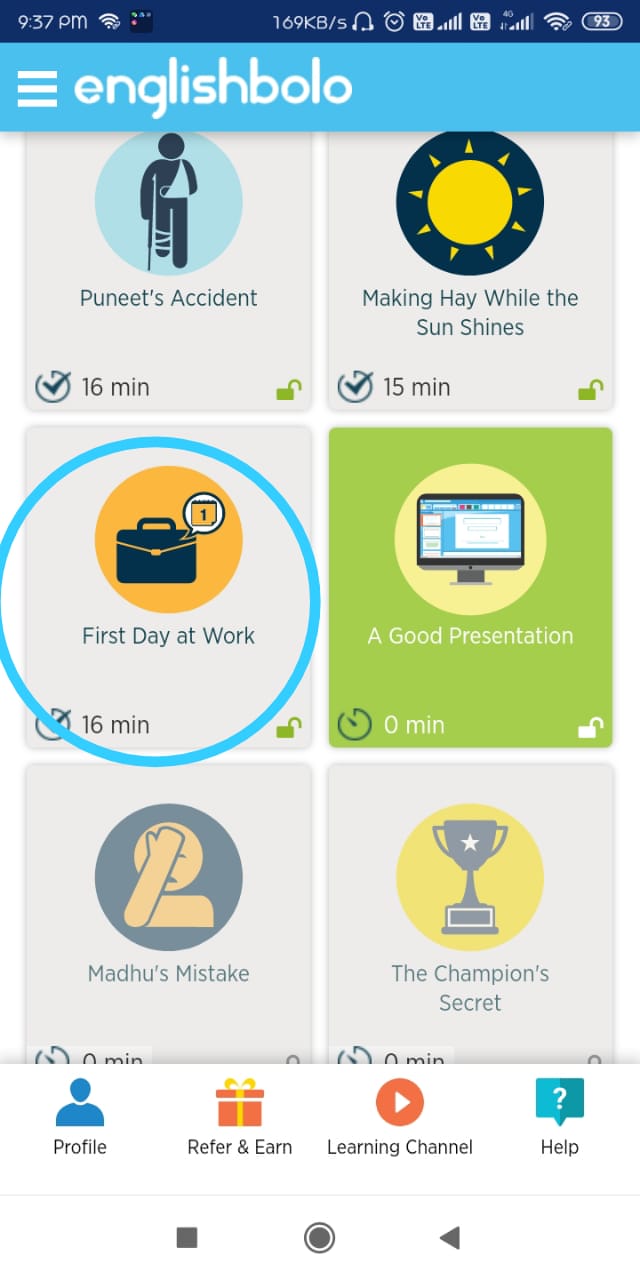 9:37 PM 169KB/s Vo LTE Vo LTE 4G 93
englishbolo
Puneet's Accident
Making Hay While the
Sun Shines
16 min
15 min
1
First Day at Work
A Good Presentation
16 min
0 min
Madhu's Mistake
The Champion's
Secret
0 min
0 min
?
Profile
Refer & Earn
Learning Channel
Help